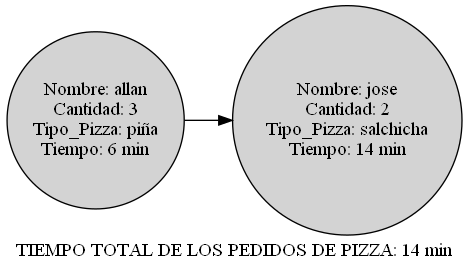 Nombre: allan
Cantidad: 3
Tipo_Pizza: piña
Tiempo: 6 min
Nombre: jose
Cantidad: 2
Tipo_Pizza: salchicha
Tiempo: 14 min
TIEMPO TOTAL DE LOS PEDIDOS DE PIZZA: 14 min